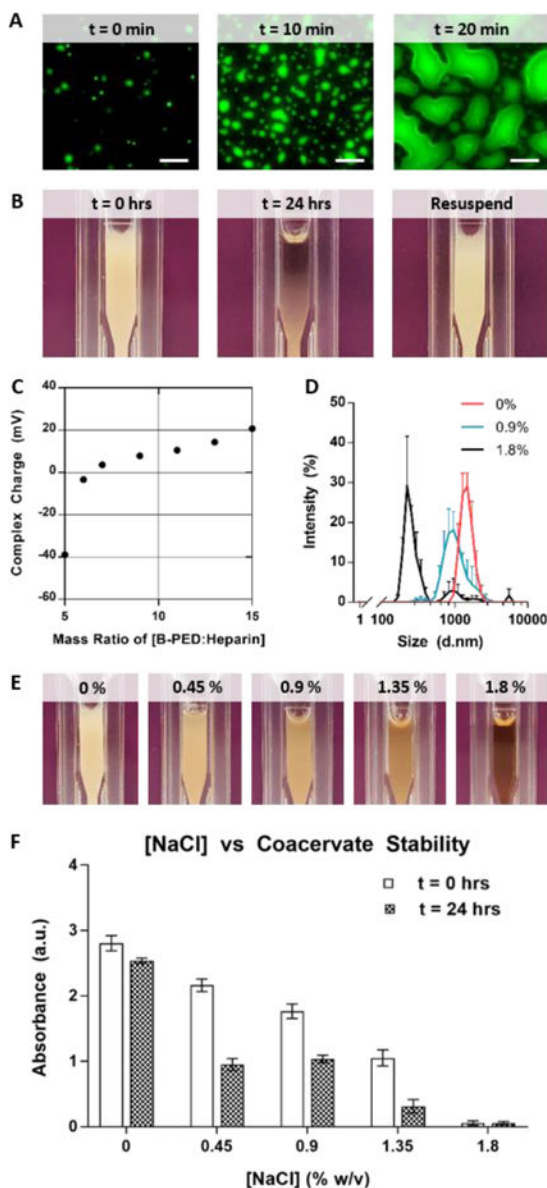 A
t = 0 min
t = 10 min
t = 20 min
B
t = 0 hrs
t = 24 hrs
Resuspend
C
Complex Charge (mV)
40
20
0
-20
-40
-60
5
10
15
Mass Ratio of [B-PED:Heparin]
D
Intensity (%)
50
40
30
20
10
0
0%
0.9%
1.8%
1
100
1000
10000
Size (d.nm)
E
0 %
0.45 %
0.9 %
1.35 %
1.8 %
F
[NaCl] vs Coacervate Stability
t = 0 hrs
t = 24 hrs
Absorbance (a.u.)
4
3
2
1
0
0
0.45
0.9
1.35
1.8
[NaCl] (% w/v)